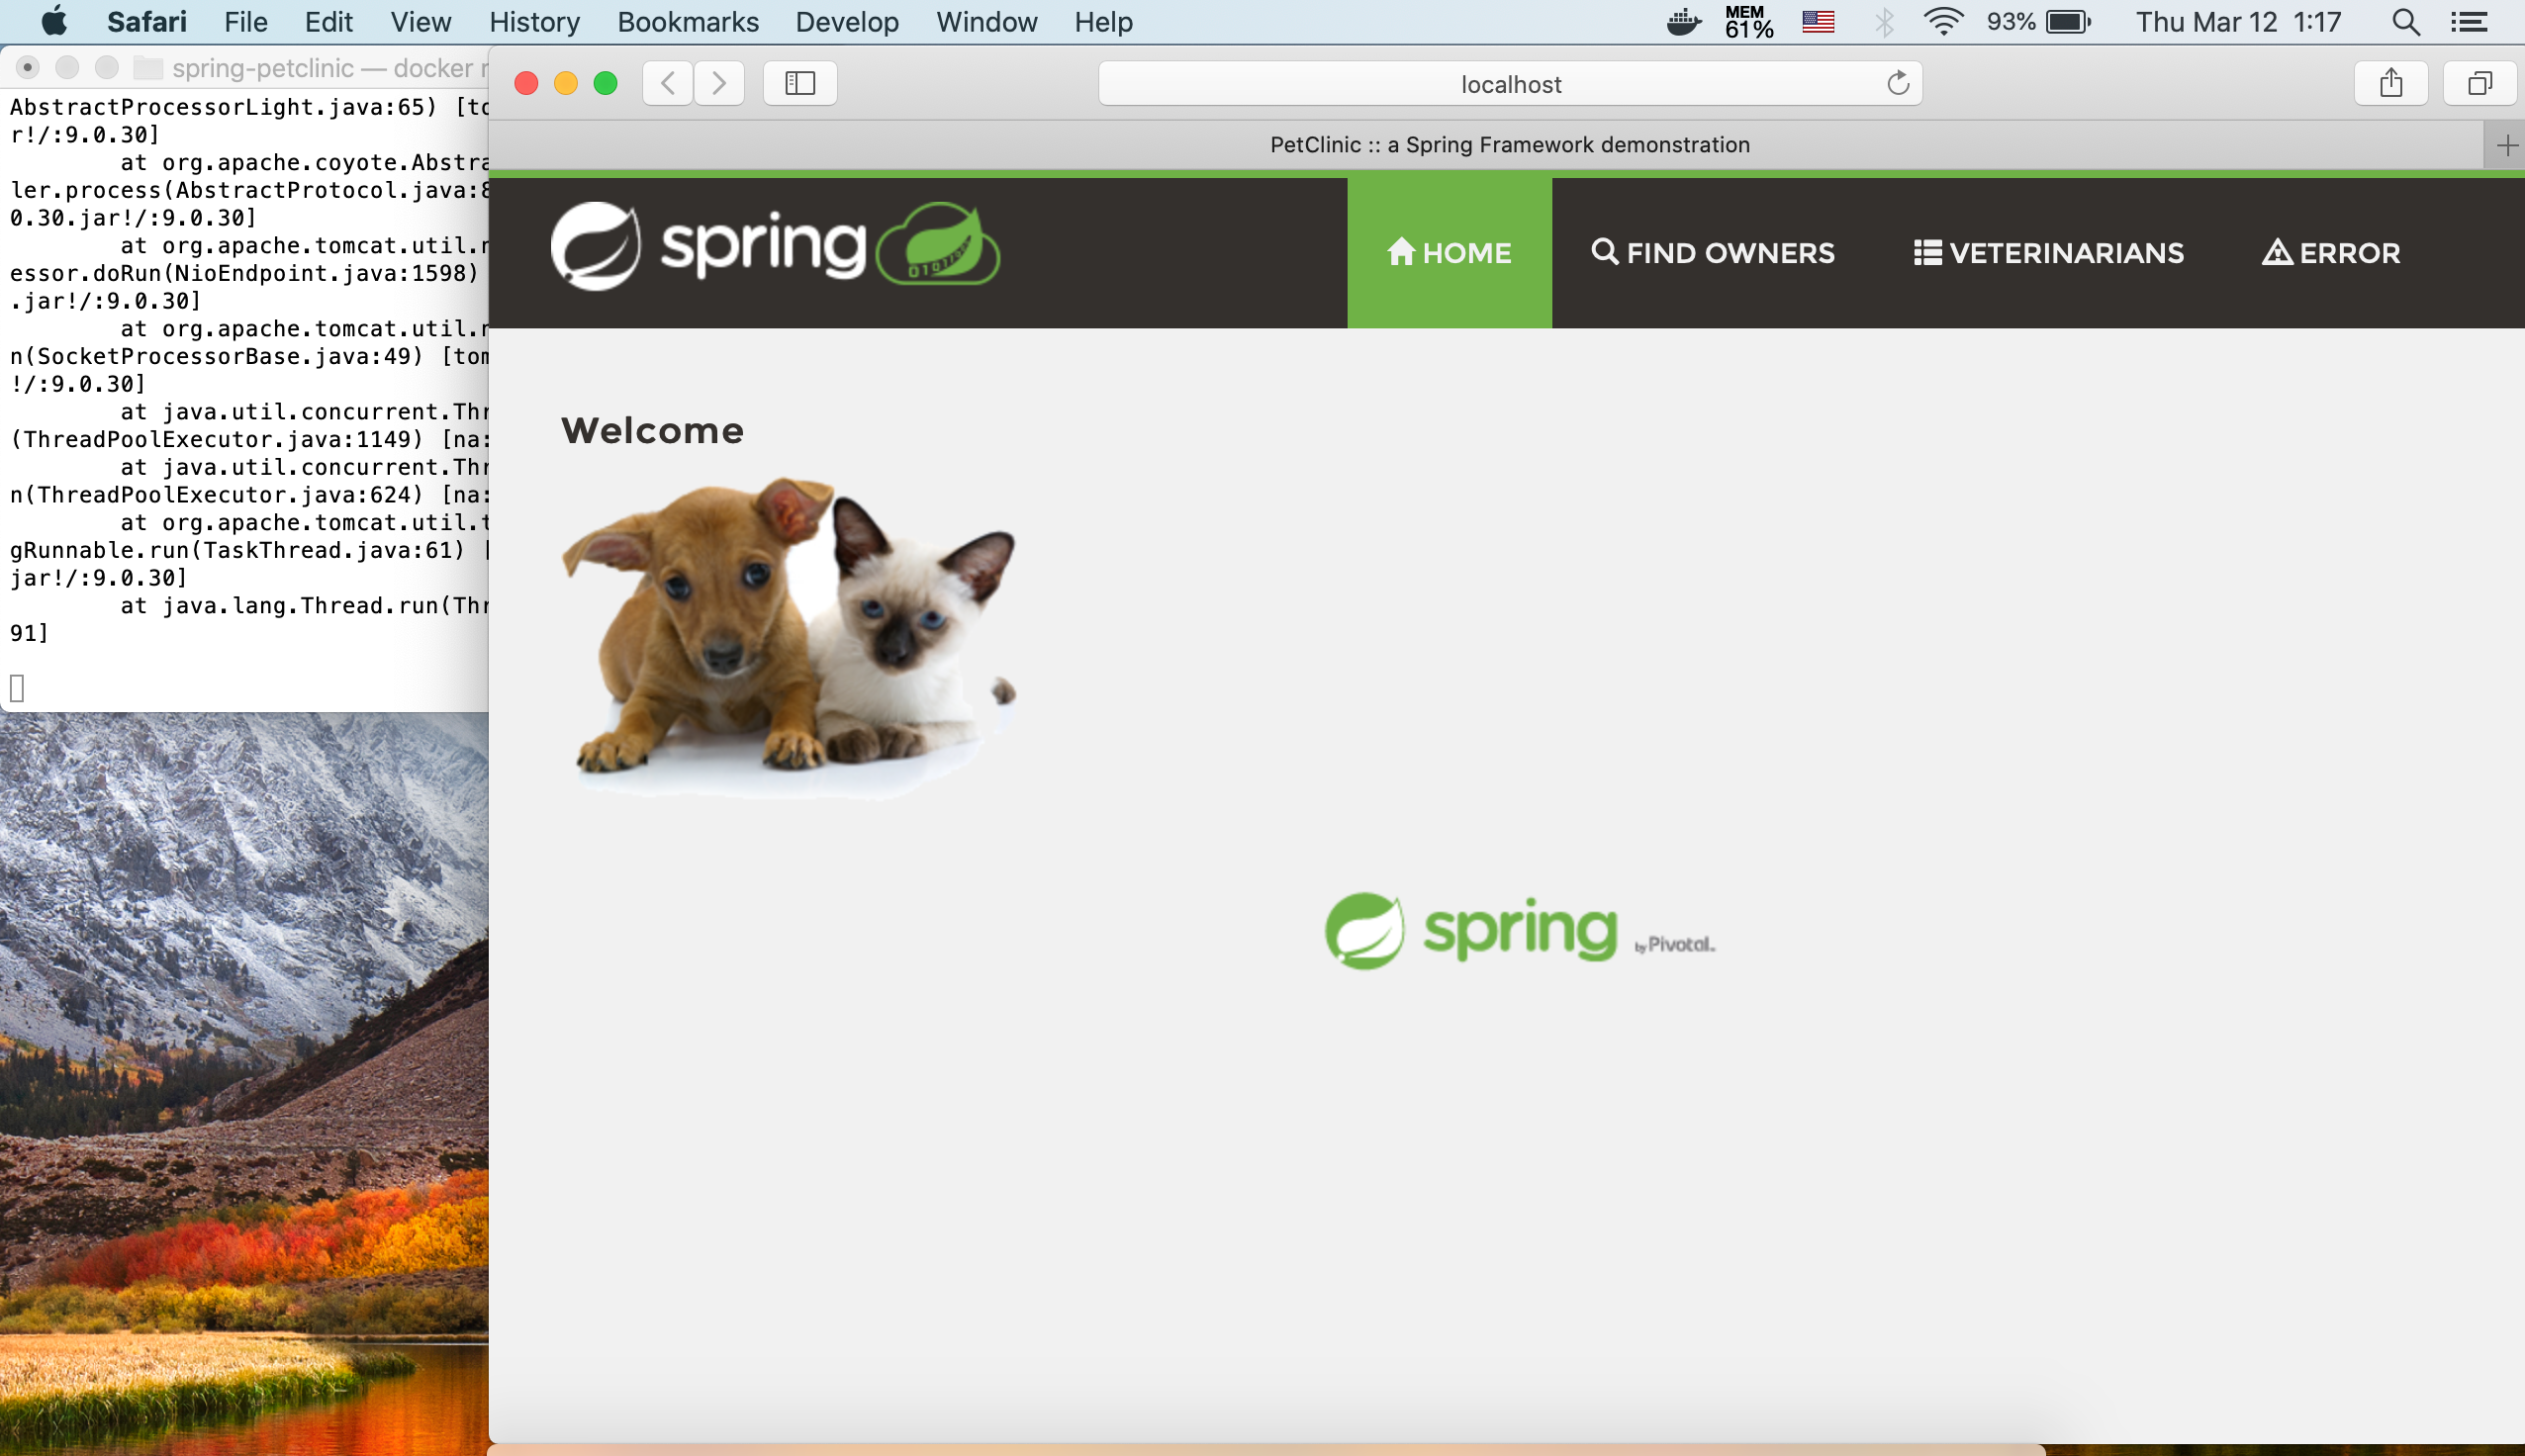 Safari File Edit View History Bookmarks Develop Window Help MEM 61% 93% Thu Mar 12 1:17
spring-petclinic — docker r
AbstractProcessorLight.java:65) [to
r!/:9.0.30]
at org.apache.coyote.Abstra
ler.process(AbstractProtocol.java:8
0.30.jar!/:9.0.30]
at org.apache.tomcat.util.n
essor.doRun(NioEndpoint.java:1598)
.jar!/:9.0.30]
at org.apache.tomcat.util.n
n(SocketProcessorBase.java:49) [tom
!/:9.0.30]
at java.util.concurrent.Thr
(ThreadPoolExecutor.java:1149) [na:
at java.util.concurrent.Thr
n(ThreadPoolExecutor.java:624) [na:
at org.apache.tomcat.util.t
gRunnable.run(TaskThread.java:61) [
jar!/:9.0.30]
at java.lang.Thread.run(Thr
91]
localhost
PetClinic :: a Spring Framework demonstration
spring
HOME FIND OWNERS VETERINARIANS ERROR
Welcome
spring by Pivotal.